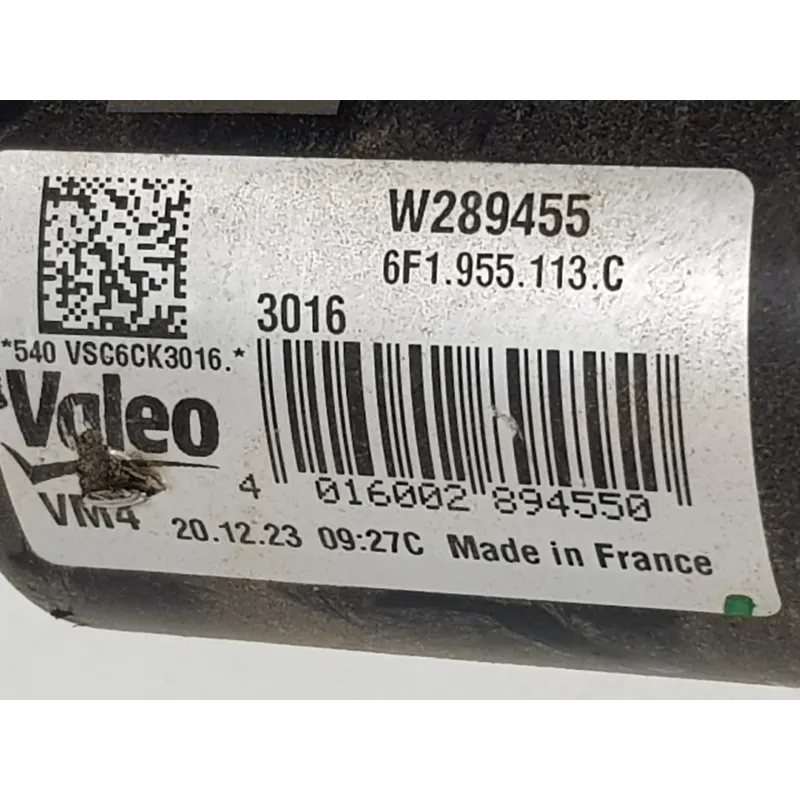 W289455
6F1.955.113.C
3016
*540 VSC6CK3016.*
Valeo
4 016002 894550
VM4 20.12.23 09:27C Made in France